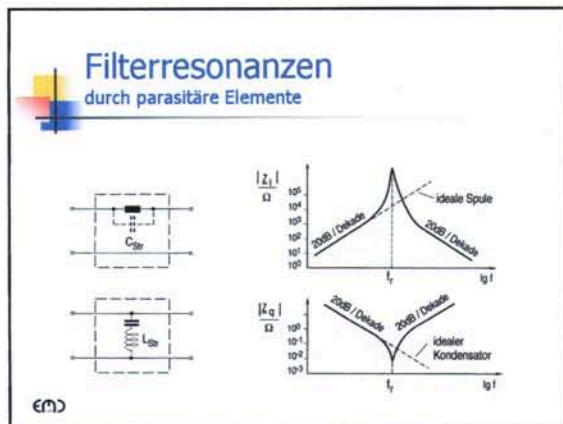 Filterresonanzen
durch parasitäre Elemente
|Z_l|
Ω
10^5
10^4
10^3
10^2
10^1
10^0
20dB / Dekade
ideale Spule
20dB / Dekade
f_r
lg f
C_Str
|Z_q|
Ω
10^0
10^-1
10^-2
10^-3
20dB / Dekade
20dB / Dekade
idealer
Kondensator
f_r
lg f
L_Str